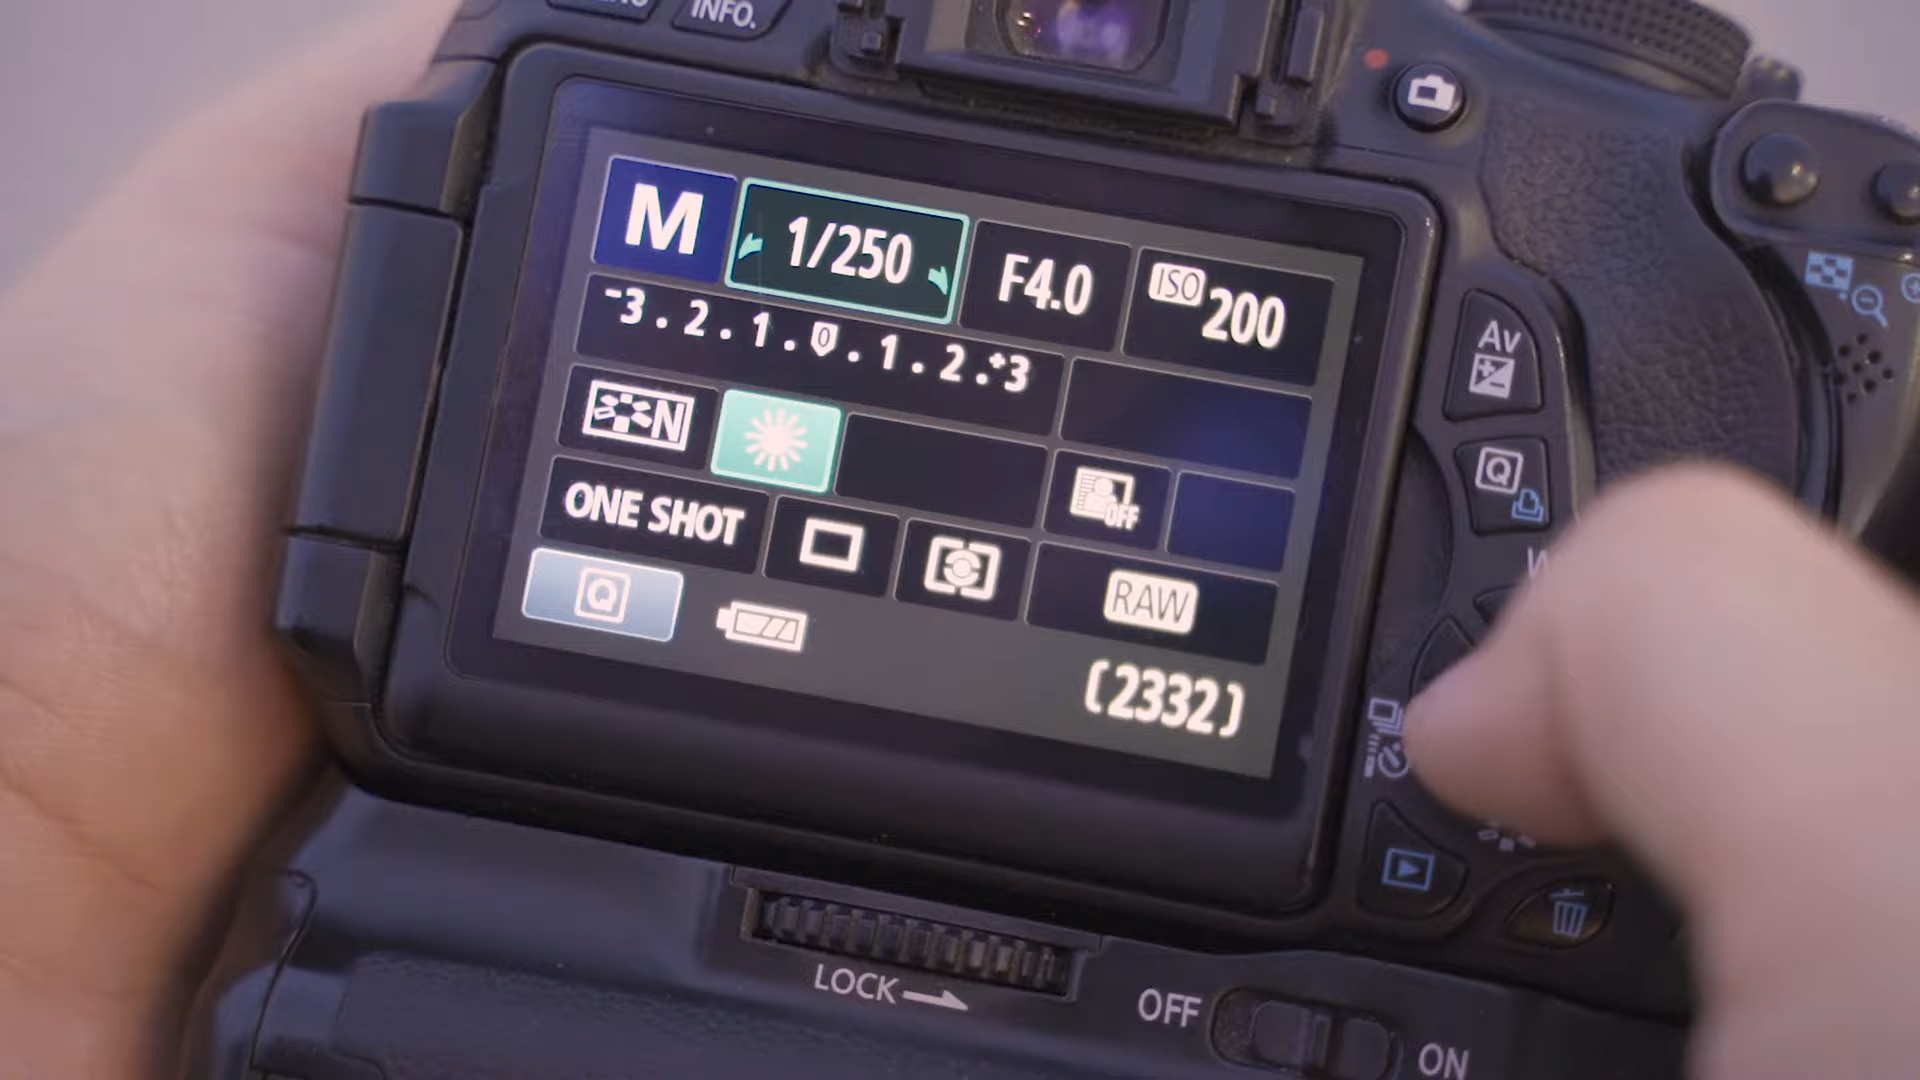 INFO.
M 1/250 F4.0 ISO 200
-3.2.1.0.1.2.+3
N
OFF
ONE SHOT
RAW
Q
(2332)
Av
Q
LOCK
OFF
ON